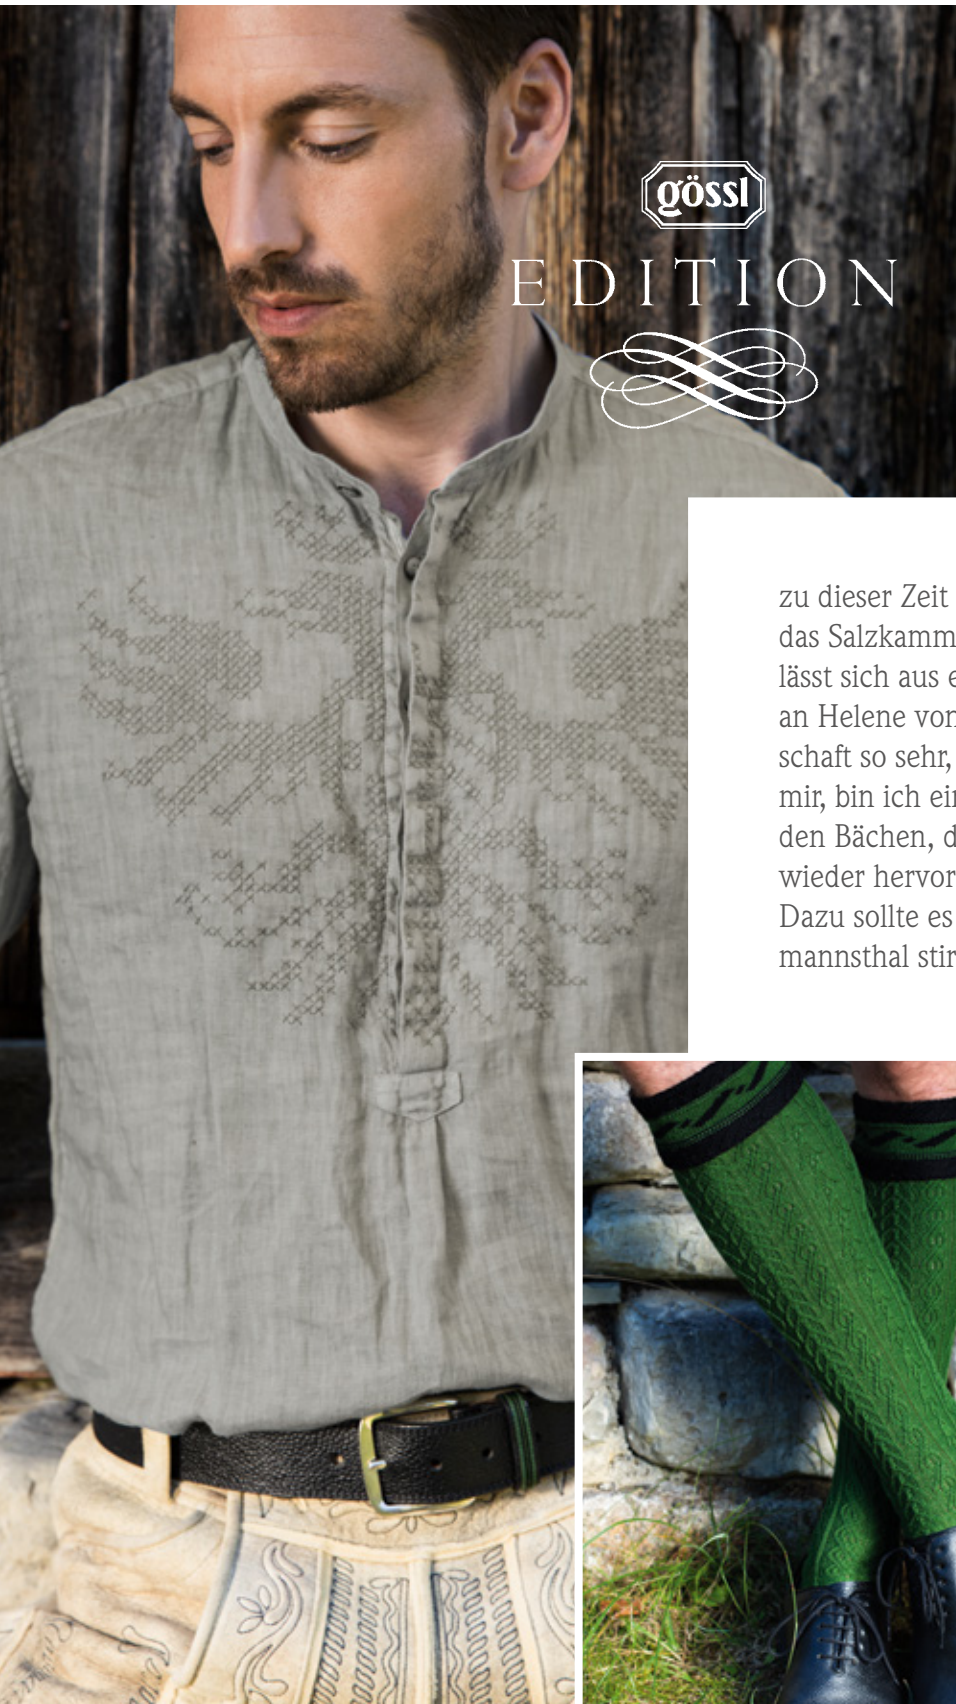 gössl
EDITION
zu dieser Zeit
das Salzkamm
lässt sich aus e
an Helene von
schaft so sehr,
mir, bin ich ein
den Bächen, d
wieder hervor
Dazu sollte es
mannsthal stir